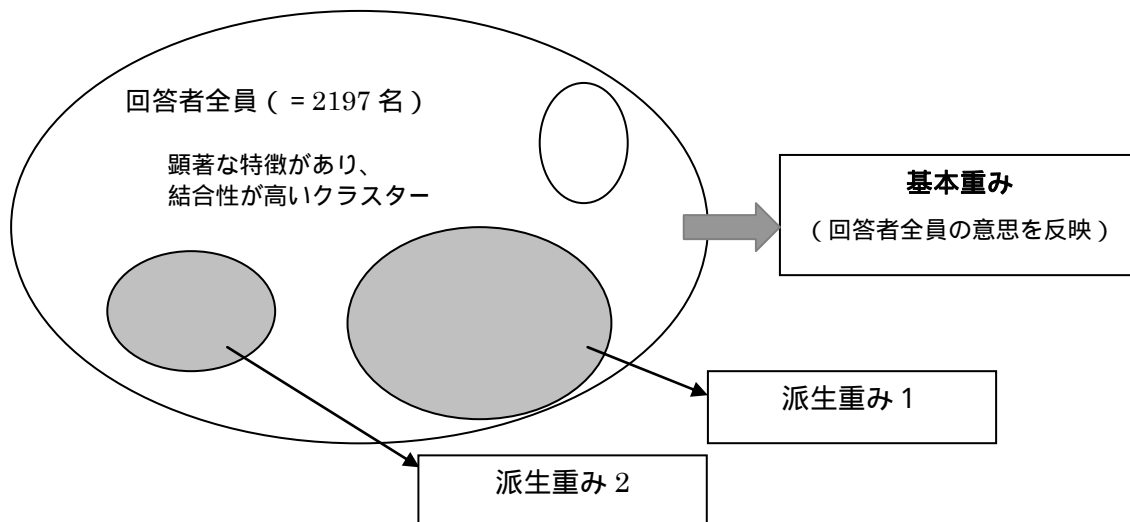 回答者全員（=2197 名）
顕著な特徴があり、
結合性が高いクラスター
基本重み
（回答者全員の意思を反映）
派生重み 1
派生重み 2